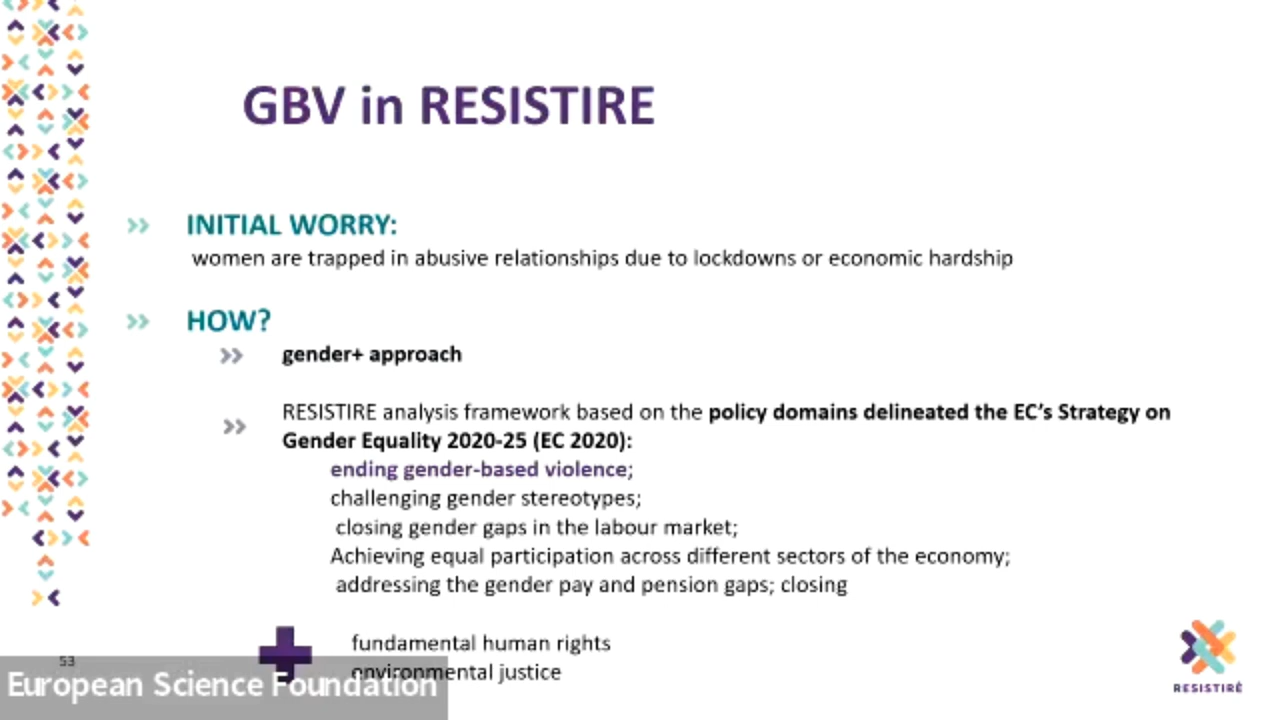 GBV in RESISTIRE
INITIAL WORRY:
women are trapped in abusive relationships due to lockdowns or economic hardship
HOW?
gender+ approach
RESISTIRE analysis framework based on the policy domains delineated the EC's Strategy on
Gender Equality 2020-25 (EC 2020):
ending gender-based violence;
challenging gender stereotypes;
closing gender gaps in the labour market;
Achieving equal participation across different sectors of the economy;
addressing the gender pay and pension gaps; closing
fundamental human rights
environmental justice
53
European Science Foundation
RESISTIRÉ